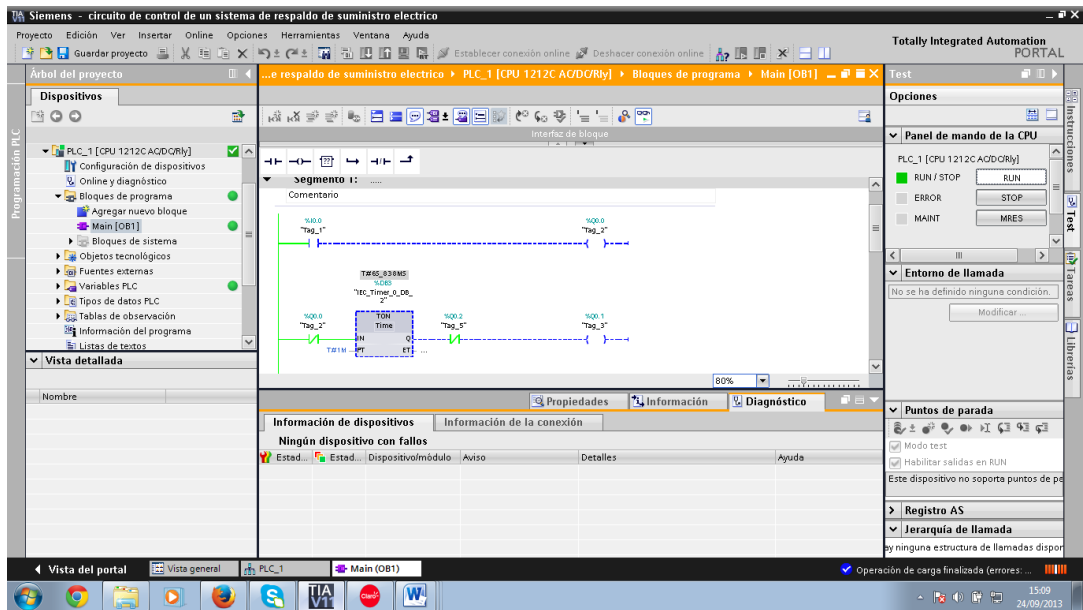 Siemens - circuito de control de un sistema de respaldo de suministro electrico
Proyecto Edición Ver Insertar Online Opciones Herramientas Ventana Ayuda
Totally Integrated Automation
PORTAL
Guardar proyecto
Establecer conexión online
Deshacer conexión online
Árbol del proyecto
...e respaldo de suministro electrico PLC_1 [CPU 1212C AC/DC/Rly] Bloques de programa Main [OB1]
Test
Dispositivos
Opciones
Programación PLC
PLC_1 [CPU 1212C AC/DC/Rly]
Configuración de dispositivos
Online y diagnóstico
Bloques de programa
Agregar nuevo bloque
Main [OB1]
Bloques de sistema
Objetos tecnológicos
Fuentes externas
Variables PLC
Tipos de datos PLC
Tablas de observación
Información del programa
Listas de textos
Vista detallada
Nombre
Interfaz de bloque
Segmento 1: .....
Comentario
%I0.0
"Tag_1"
%Q0.0
"Tag_2"
T#6S_838MS
%DB3
"IEC_Timer_0_DB_
2"
%Q0.0
"Tag_2"
TON
Time
IN Q
T#1M PT ET ...
%Q0.2
"Tag_5"
%Q0.1
"Tag_3"
80%
Propiedades
Información
Diagnóstico
Información de dispositivos
Información de la conexión
Ningún dispositivo con fallos
Estad... Estad... Dispositivo/módulo Aviso Detalles Ayuda
Panel de mando de la CPU
PLC_1 [CPU 1212C AC/DC/Rly]
RUN / STOP RUN
ERROR STOP
MAINT MRES
Entorno de llamada
No se ha definido ninguna condición.
Modificar ...
Puntos de parada
Modo test
Habilitar salidas en RUN
Este dispositivo no soporta puntos de pa
Registro AS
Jerarquía de llamada
ay ninguna estructura de llamadas dispor
Instrucciones
Test
Tareas
Librerías
Vista del portal
Vista general
PLC_1
Main (OB1)
Operación de carga finalizada (errores: ...
TIA
V11
Claro
W
15:09
24/09/2013